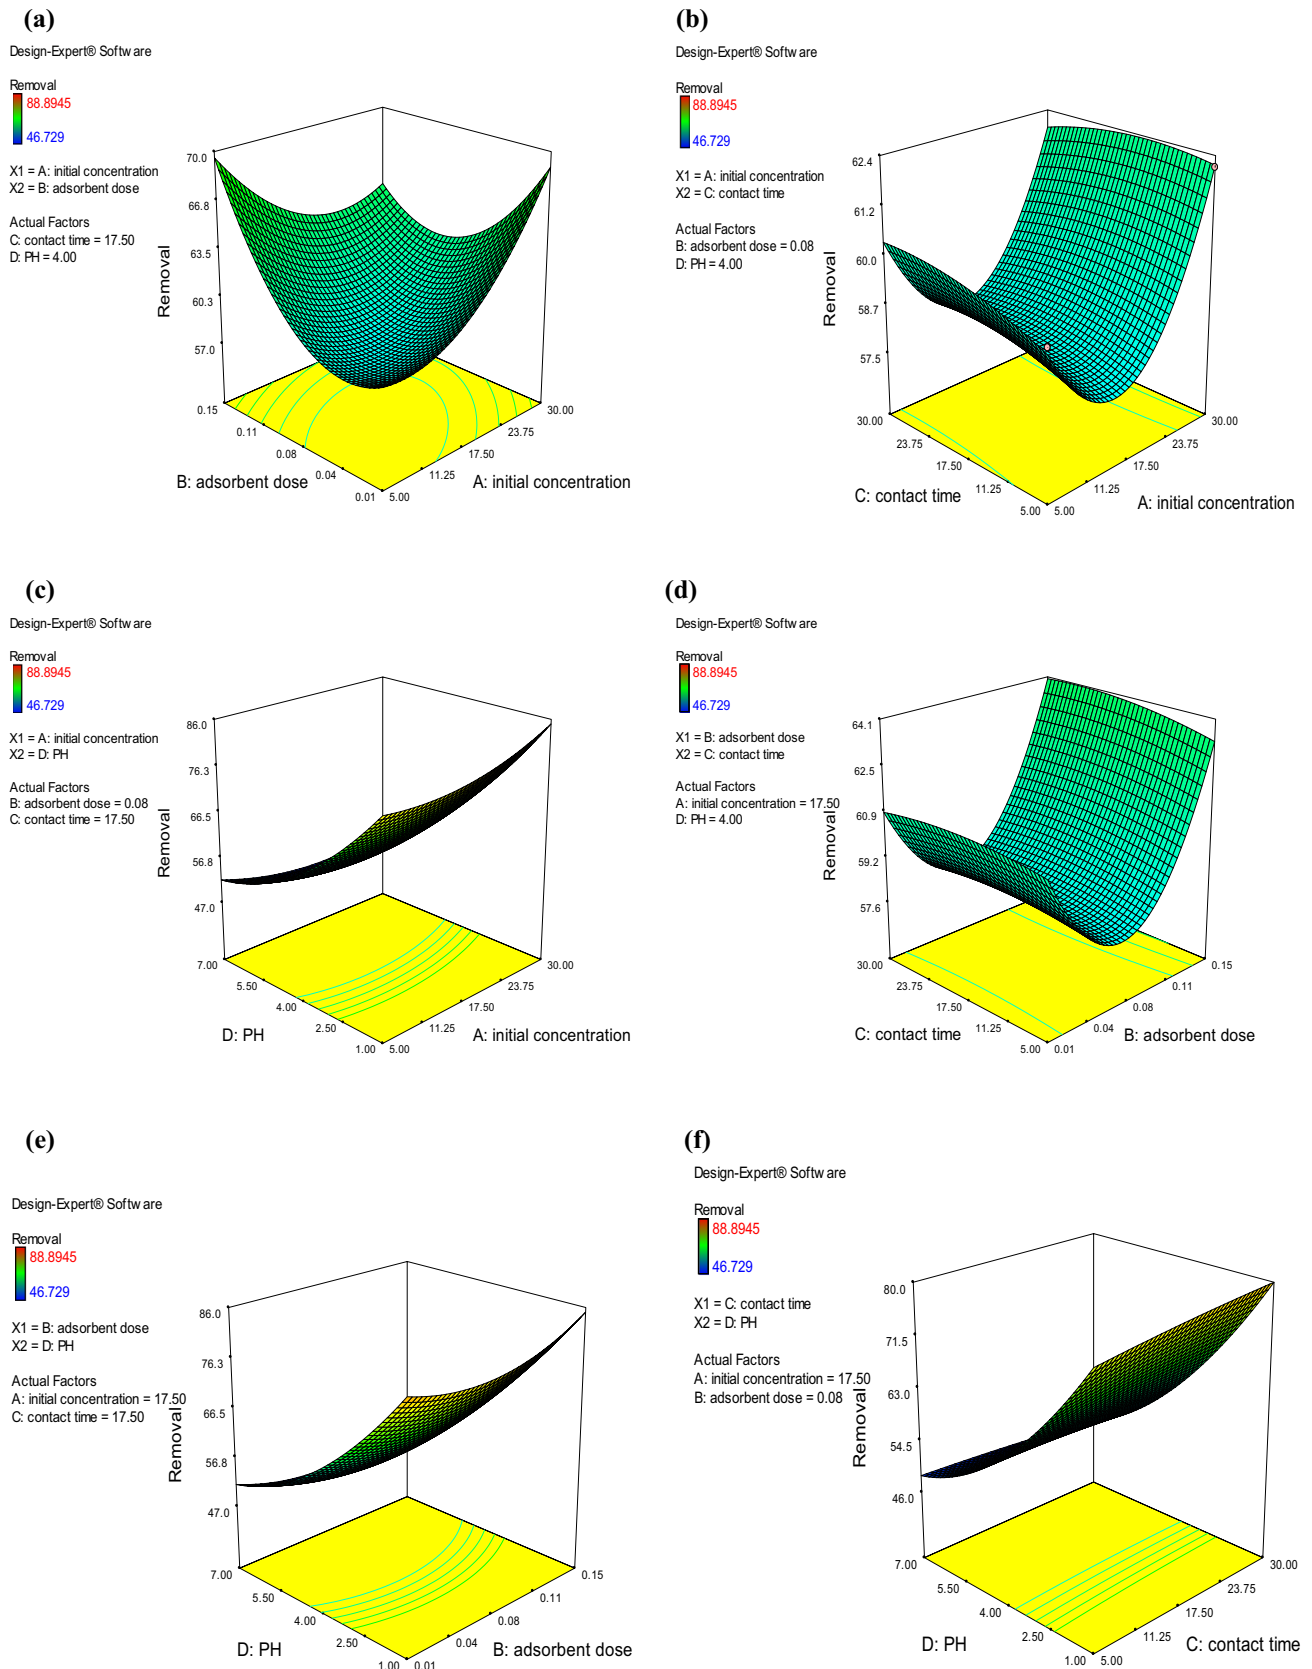 (a)
Design-Expert® Software
Removal
88.8945
46.729
X1 = A: initial concentration
X2 = B: adsorbent dose
Actual Factors
C: contact time = 17.50
D: PH = 4.00
70.0
66.8
63.5
60.3
57.0
Removal
0.15
0.11
0.08
0.04
0.01
B: adsorbent dose
5.00
11.25
17.50
23.75
30.00
A: initial concentration
(b)
Design-Expert® Software
Removal
88.8945
46.729
X1 = A: initial concentration
X2 = C: contact time
Actual Factors
B: adsorbent dose = 0.08
D: PH = 4.00
62.4
61.2
60.0
58.7
57.5
Removal
30.00
23.75
17.50
11.25
5.00
C: contact time
5.00
11.25
17.50
23.75
30.00
A: initial concentration
(c)
Design-Expert® Software
Removal
88.8945
46.729
X1 = A: initial concentration
X2 = D: PH
Actual Factors
B: adsorbent dose = 0.08
C: contact time = 17.50
86.0
76.3
66.5
56.8
47.0
Removal
7.00
5.50
4.00
2.50
1.00
D: PH
5.00
11.25
17.50
23.75
30.00
A: initial concentration
(d)
Design-Expert® Software
Removal
88.8945
46.729
X1 = B: adsorbent dose
X2 = C: contact time
Actual Factors
A: initial concentration = 17.50
D: PH = 4.00
64.1
62.5
60.9
59.2
57.6
Removal
30.00
23.75
17.50
11.25
5.00
C: contact time
0.01
0.04
0.08
0.11
0.15
B: adsorbent dose
(e)
Design-Expert® Software
Removal
88.8945
46.729
X1 = B: adsorbent dose
X2 = D: PH
Actual Factors
A: initial concentration = 17.50
C: contact time = 17.50
86.0
76.3
66.5
56.8
47.0
Removal
7.00
5.50
4.00
2.50
1.00
D: PH
0.01
0.04
0.08
0.11
0.15
B: adsorbent dose
(f)
Design-Expert® Software
Removal
88.8945
46.729
X1 = C: contact time
X2 = D: PH
Actual Factors
A: initial concentration = 17.50
B: adsorbent dose = 0.08
80.0
71.5
63.0
54.5
46.0
Removal
7.00
5.50
4.00
2.50
1.00
D: PH
5.00
11.25
17.50
23.75
30.00
C: contact time